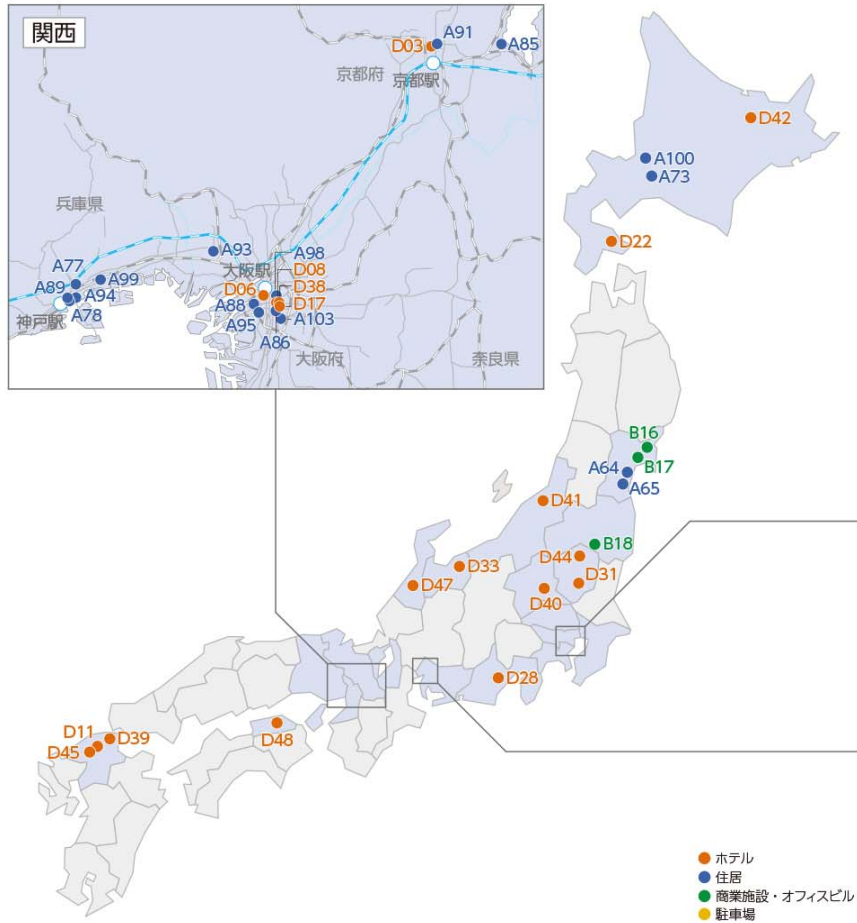 関西
D03
A91
A85
京都府
京都駅
兵庫県
A93
A98
大阪駅
D08
D38
D06
D17
A88
A103
A95
A86
大阪府
奈良県
A77
A99
A89
A94
神戸駅
A78
D42
A100
A73
D22
B16
B17
A64
A65
D41
B18
D44
D33
D31
D47
D40
D28
D11
D39
D45
D48
ホテル
住居
商業施設・オフィスビル
駐車場